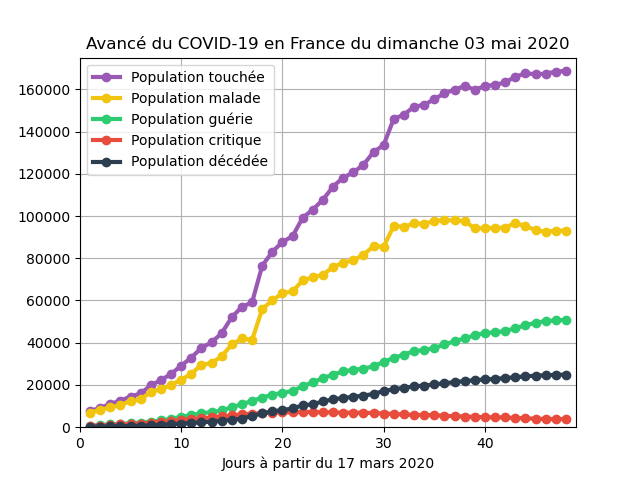 Avancé du COVID-19 en France du dimanche 03 mai 2020
Population touchée
Population malade
Population guérie
Population critique
Population décédée
160000
140000
120000
100000
80000
60000
40000
20000
0
0 10 20 30 40
Jours à partir du 17 mars 2020